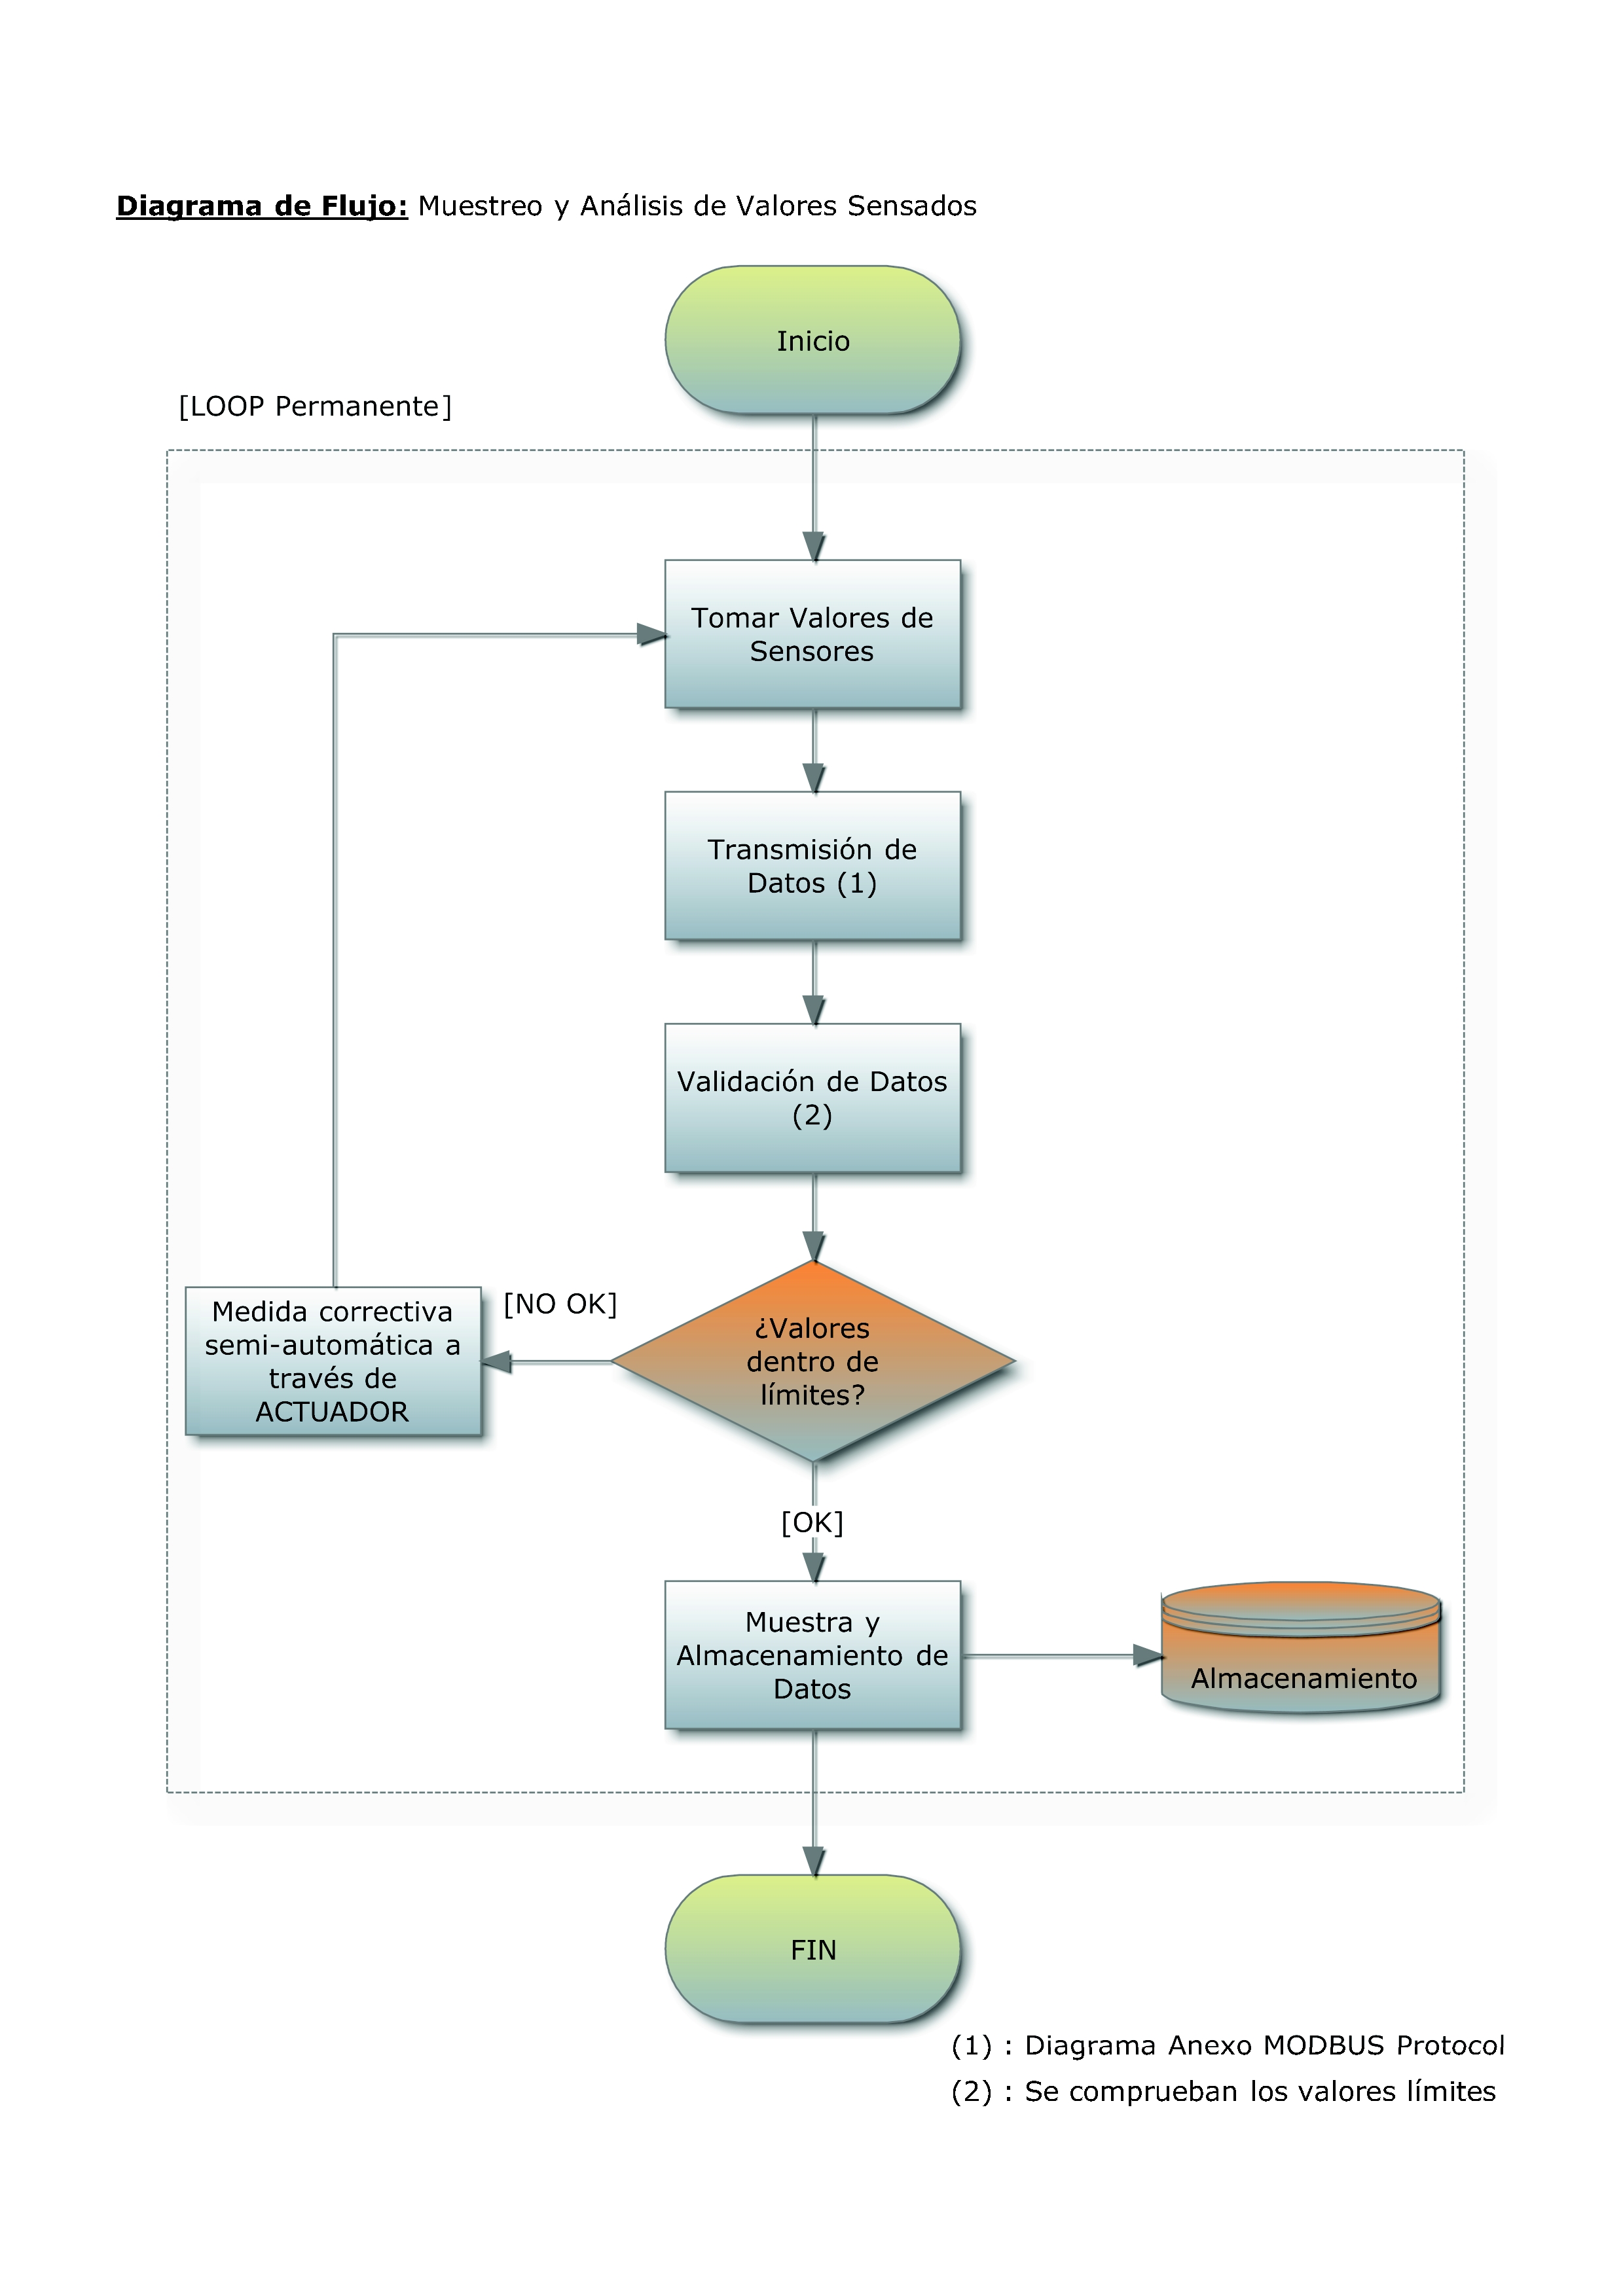 Diagrama de Flujo: Muestreo y Análisis de Valores Sensados
Inicio
[LOOP Permanente]
Tomar Valores de
Sensores
Transmisión de
Datos (1)
Validación de Datos
(2)
¿Valores
dentro de
límites?
[NO OK]
Medida correctiva
semi-automática a
través de
ACTUADOR
[OK]
Muestra y
Almacenamiento de
Datos
Almacenamiento
FIN
(1) : Diagrama Anexo MODBUS Protocol
(2) : Se comprueban los valores límites